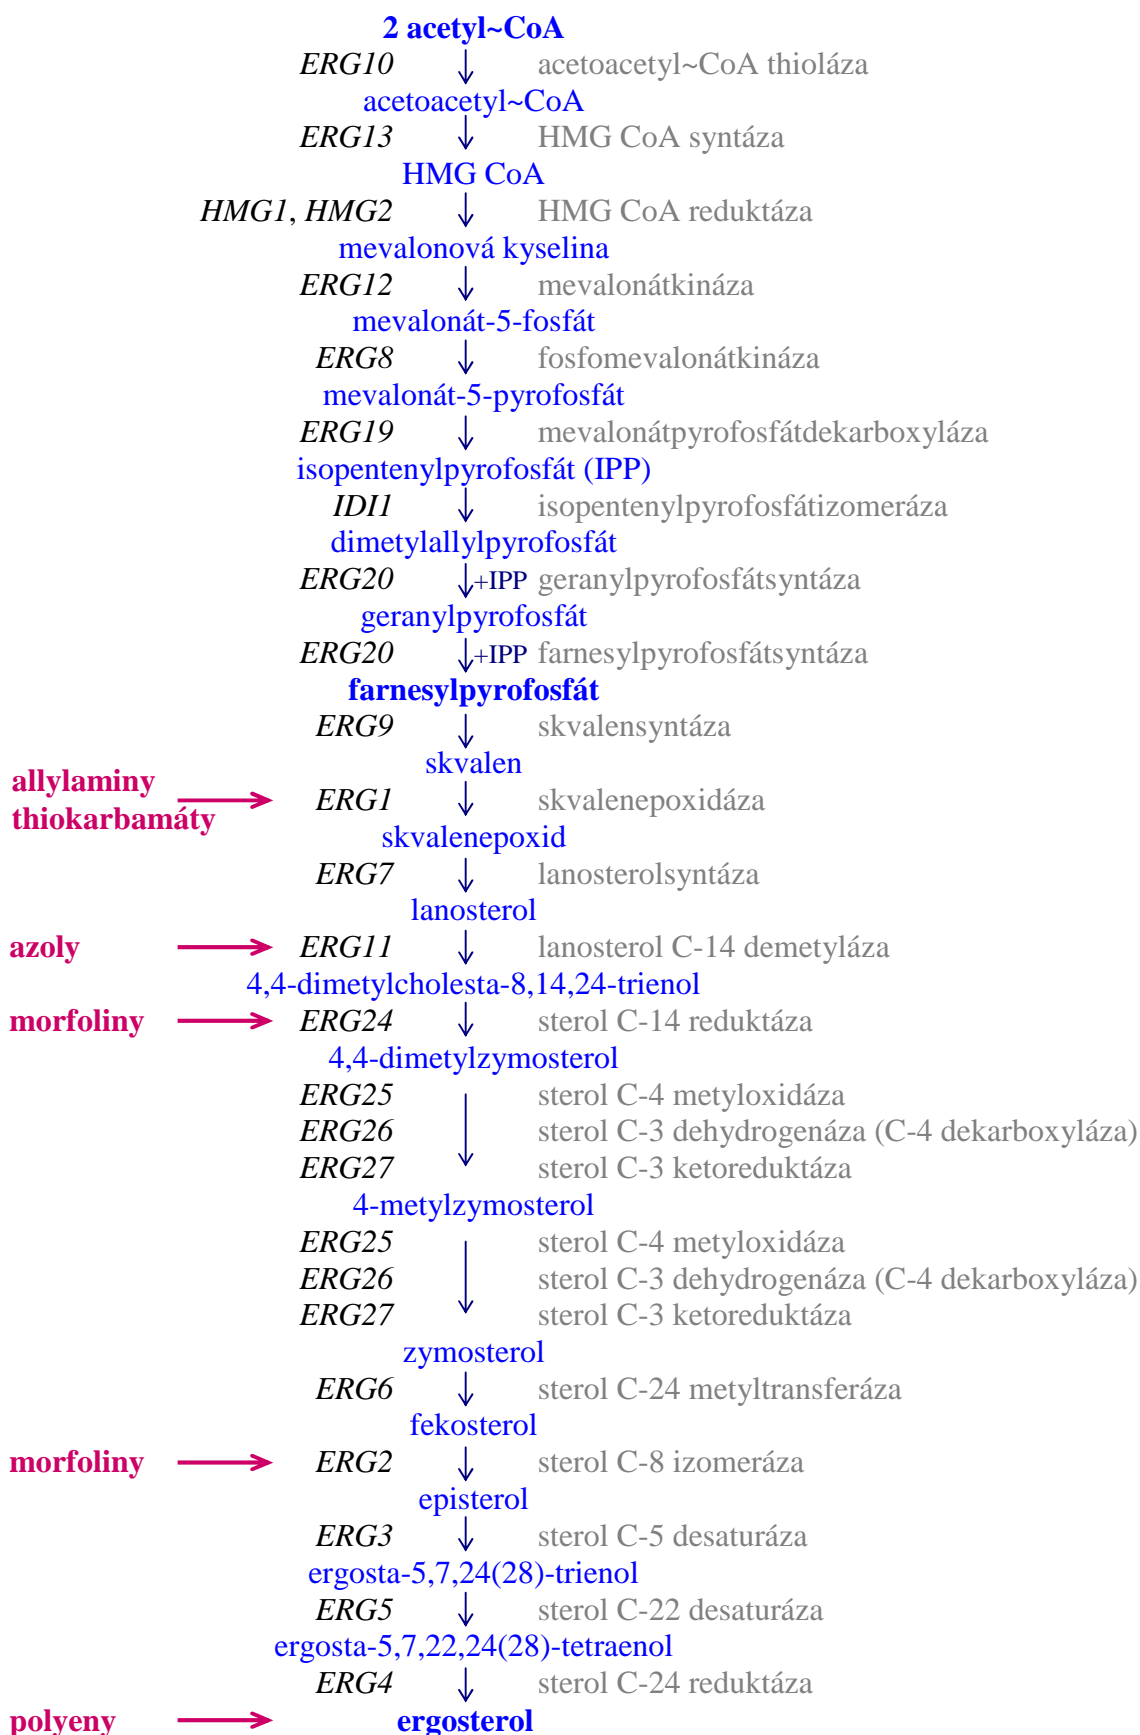 2 acetyl~CoA
ERG10 acetoacetyl~CoA thioláza
acetoacetyl~CoA
ERG13 HMG CoA syntáza
HMG CoA
HMG1, HMG2 HMG CoA reduktáza
mevalonová kyselina
ERG12 mevalonátkináza
mevalonát-5-fosfát
ERG8 fosfomevalonátkináza
mevalonát-5-pyrofosfát
ERG19 mevalonátpyrofosfátdekarboxyláza
isopentenylpyrofosfát (IPP)
IDI1 isopentenylpyrofosfátizomeráza
dimetylallylpyrofosfát
ERG20 +IPP geranylpyrofosfátsyntáza
geranylpyrofosfát
ERG20 +IPP farnesylpyrofosfátsyntáza
farnesylpyrofosfát
ERG9 skvalensyntáza
skvalen
allylaminy
thiokarbamáty
ERG1 skvalenepoxidáza
skvalenepoxid
ERG7 lanosterolsyntáza
lanosterol
azoly ERG11 lanosterol C-14 demetyláza
4,4-dimetylcholesta-8,14,24-trienol
morfoliny ERG24 sterol C-14 reduktáza
4,4-dimetylzymosterol
ERG25 sterol C-4 metyloxidáza
ERG26 sterol C-3 dehydrogenáza (C-4 dekarboxyláza)
ERG27 sterol C-3 ketoreduktáza
4-metylzymosterol
ERG25 sterol C-4 metyloxidáza
ERG26 sterol C-3 dehydrogenáza (C-4 dekarboxyláza)
ERG27 sterol C-3 ketoreduktáza
zymosterol
ERG6 sterol C-24 metyltransferáza
fekosterol
morfoliny ERG2 sterol C-8 izomeráza
episterol
ERG3 sterol C-5 desaturáza
ergosta-5,7,24(28)-trienol
ERG5 sterol C-22 desaturáza
ergosta-5,7,22,24(28)-tetraenol
ERG4 sterol C-24 reduktáza
polyeny ergosterol